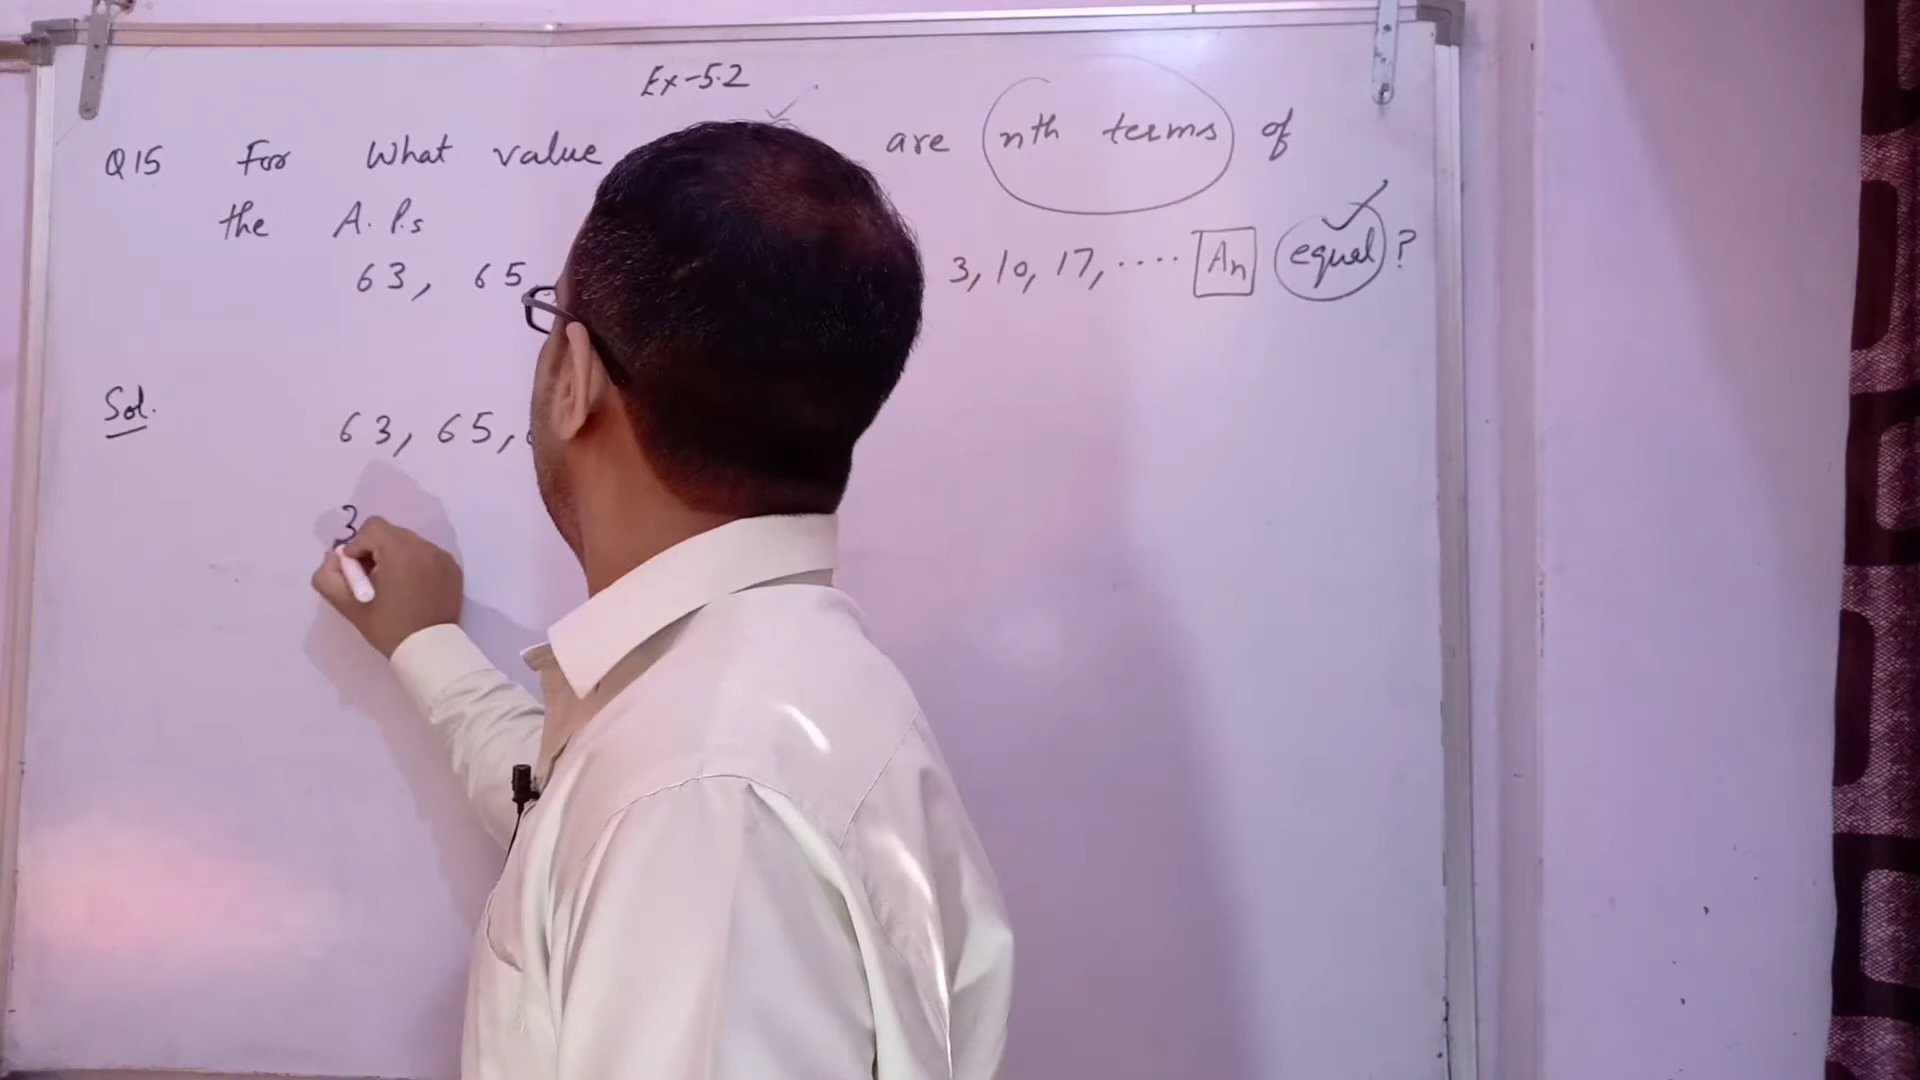 Ex-5.2
Q15 For What value are nth terms of
the A.P.s
63, 65, 3, 10, 17, .... An equal?
Sol.
63, 65,
3